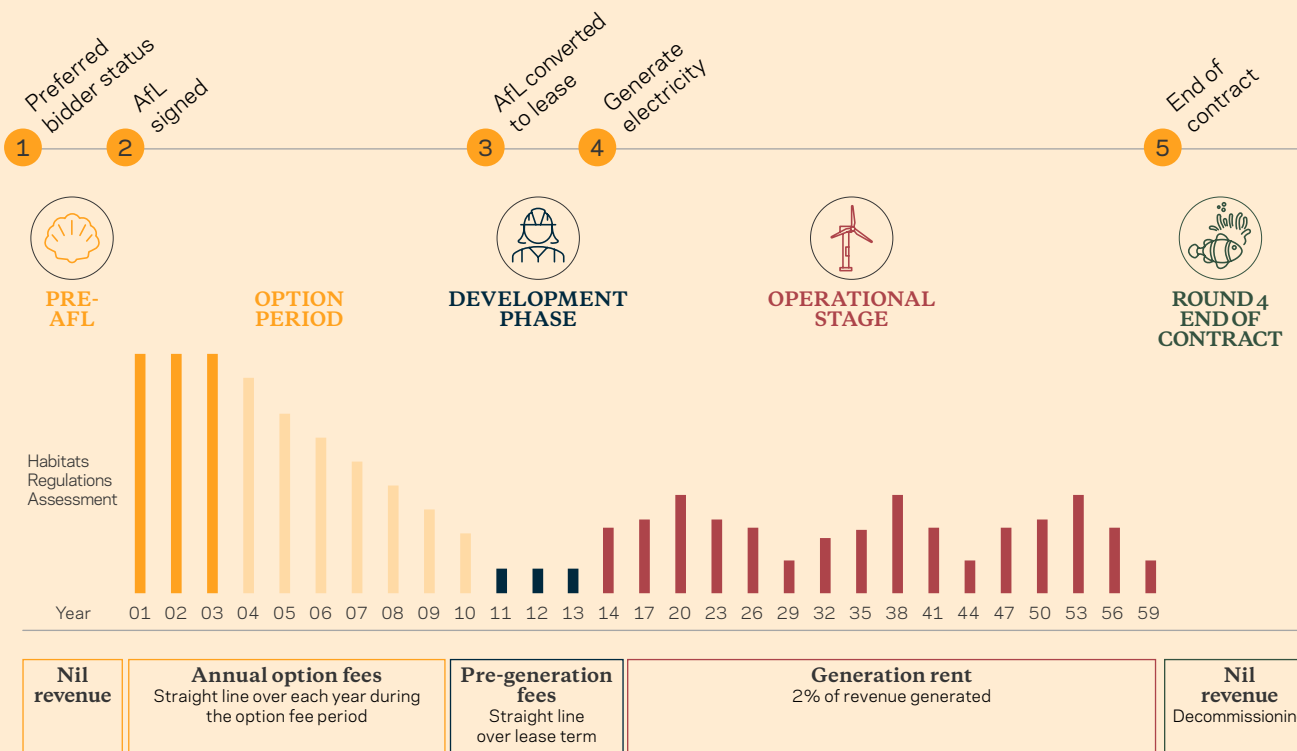 Preferred
bidder status
AfL
signed
AfL converted
to lease
Generate
electricity
End of
contract
1
2
3
4
5
PRE-
AFL
OPTION
PERIOD
DEVELOPMENT
PHASE
OPERATIONAL
STAGE
ROUND 4
END OF
CONTRACT
Habitats
Regulations
Assessment
Year 01 02 03 04 05 06 07 08 09 10 11 12 13 14 17 20 23 26 29 32 35 38 41 44 47 50 53 56 59
Nil
revenue
Annual option fees
Straight line over each year during
the option fee period
Pre-generation
fees
Straight line
over lease term
Generation rent
2% of revenue generated
Nil
revenue
Decommissionin